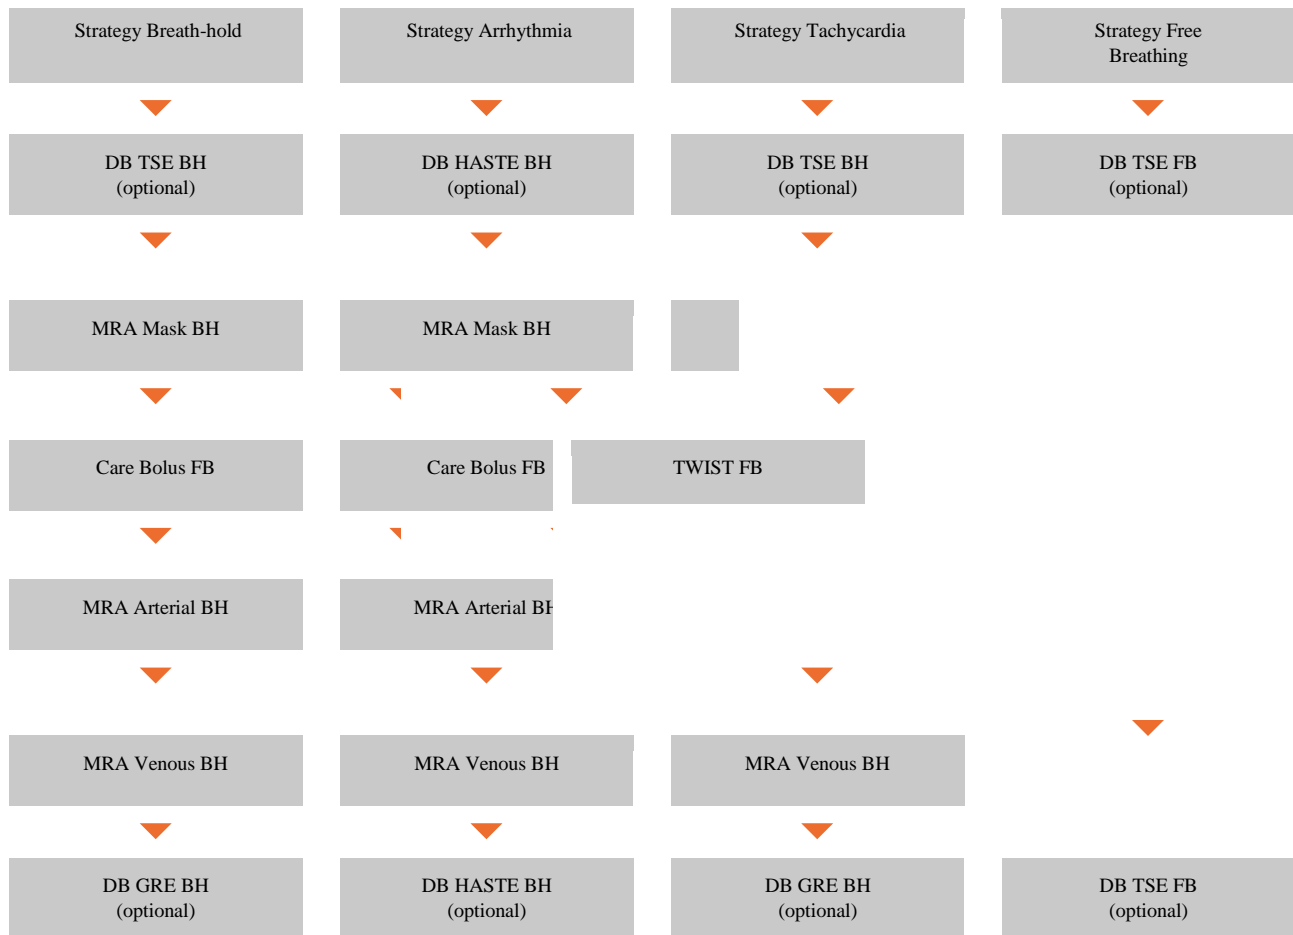 Strategy Breath-hold
Strategy Arrhythmia
Strategy Tachycardia
Strategy Free
Breathing
DB TSE BH
(optional)
DB HASTE BH
(optional)
DB TSE BH
(optional)
DB TSE FB
(optional)
MRA Mask BH
MRA Mask BH
Care Bolus FB
Care Bolus FB
TWIST FB
MRA Arterial BH
MRA Arterial BH
MRA Venous BH
MRA Venous BH
MRA Venous BH
DB GRE BH
(optional)
DB HASTE BH
(optional)
DB GRE BH
(optional)
DB TSE FB
(optional)